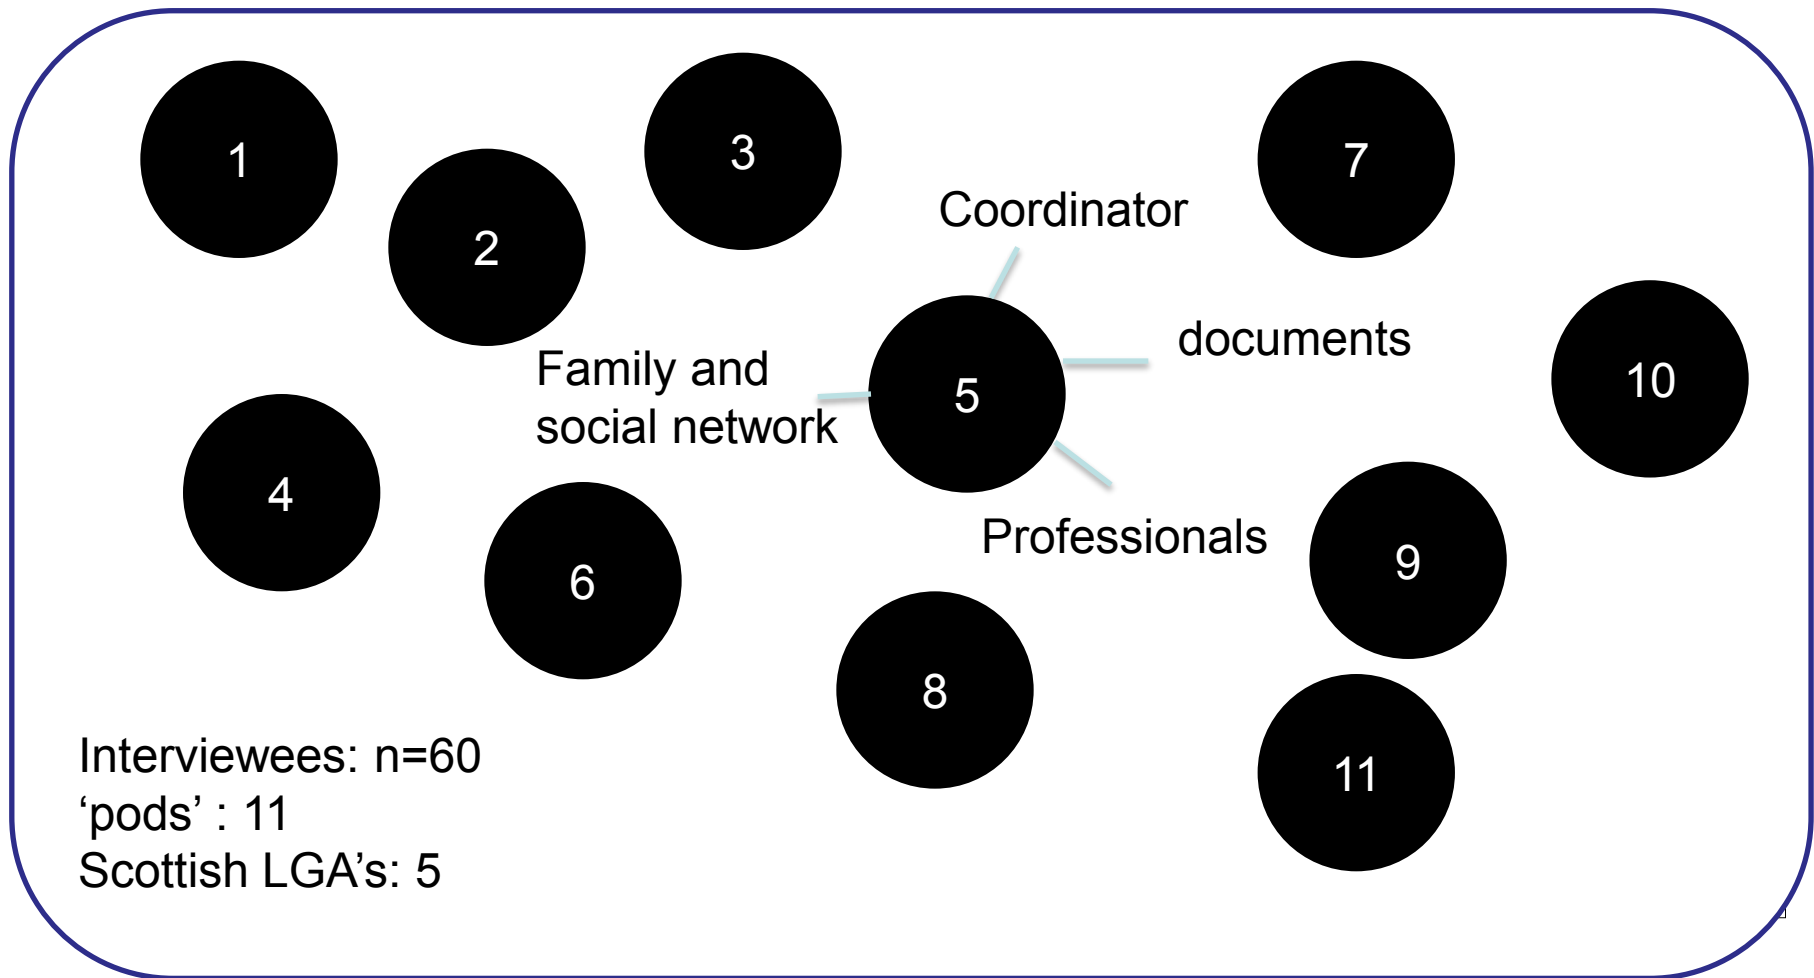 1
2
3
7
Coordinator
documents
Family and
social network
5
10
4
6
Professionals
9
8
11
Interviewees: n=60
‘pods’ : 11
Scottish LGA’s: 5